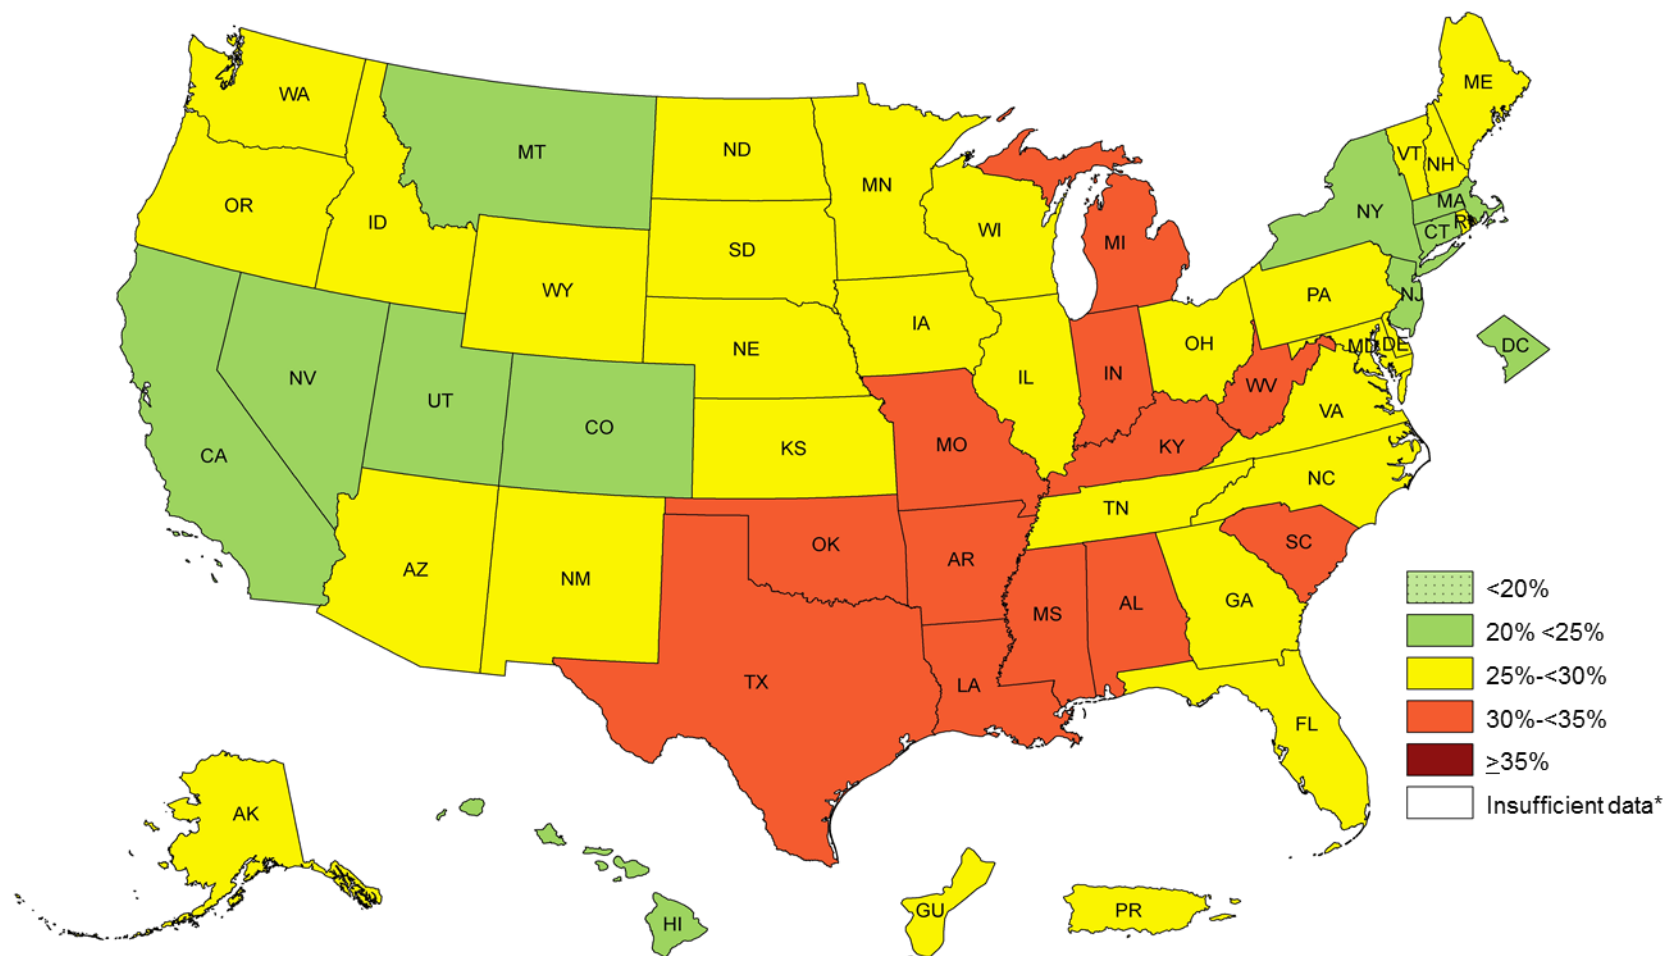 WA
MT
ND
MN
ME
VT
NH
OR
ID
SD
WI
MI
NY
MA
CT
RI
WY
NE
IA
PA
NJ
NV
UT
CO
IL
IN
OH
MD
DE
DC
CA
KS
MO
KY
WV
VA
AZ
NM
OK
AR
TN
NC
SC
TX
LA
MS
AL
GA
FL
AK
HI
GU
PR
<20%
20% <25%
25%-<30%
30%-<35%
≥35%
Insufficient data*